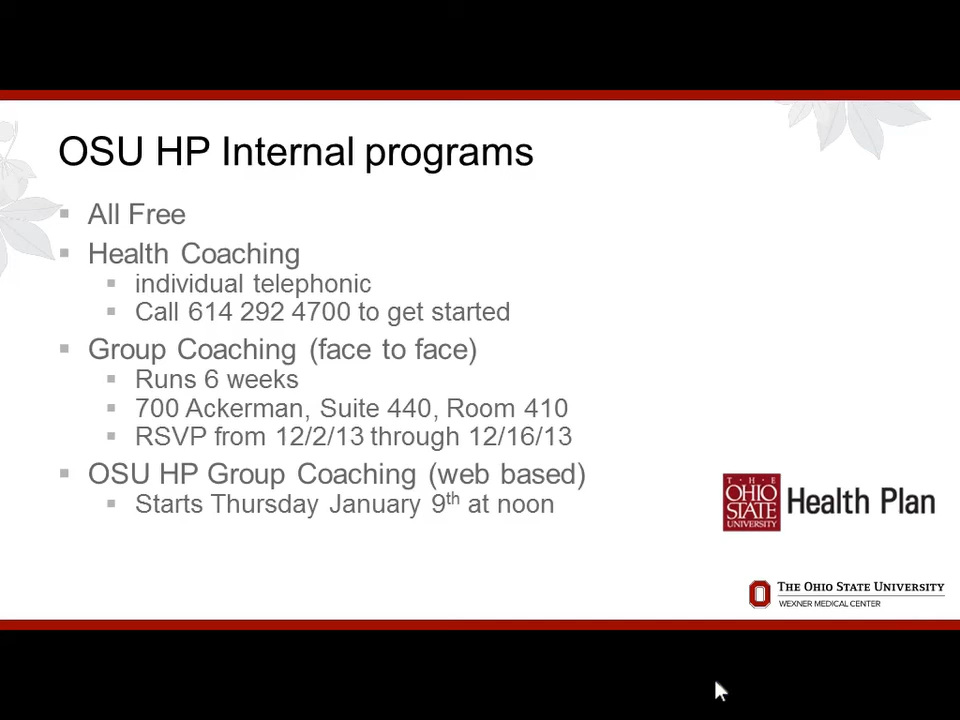 OSU HP Internal programs
All Free
Health Coaching
individual telephonic
Call 614 292 4700 to get started
Group Coaching (face to face)
Runs 6 weeks
700 Ackerman, Suite 440, Room 410
RSVP from 12/2/13 through 12/16/13
OSU HP Group Coaching (web based)
Starts Thursday January 9th at noon
T·H·E
OHIO
STATE
UNIVERSITY
Health Plan
THE OHIO STATE UNIVERSITY
WEXNER MEDICAL CENTER